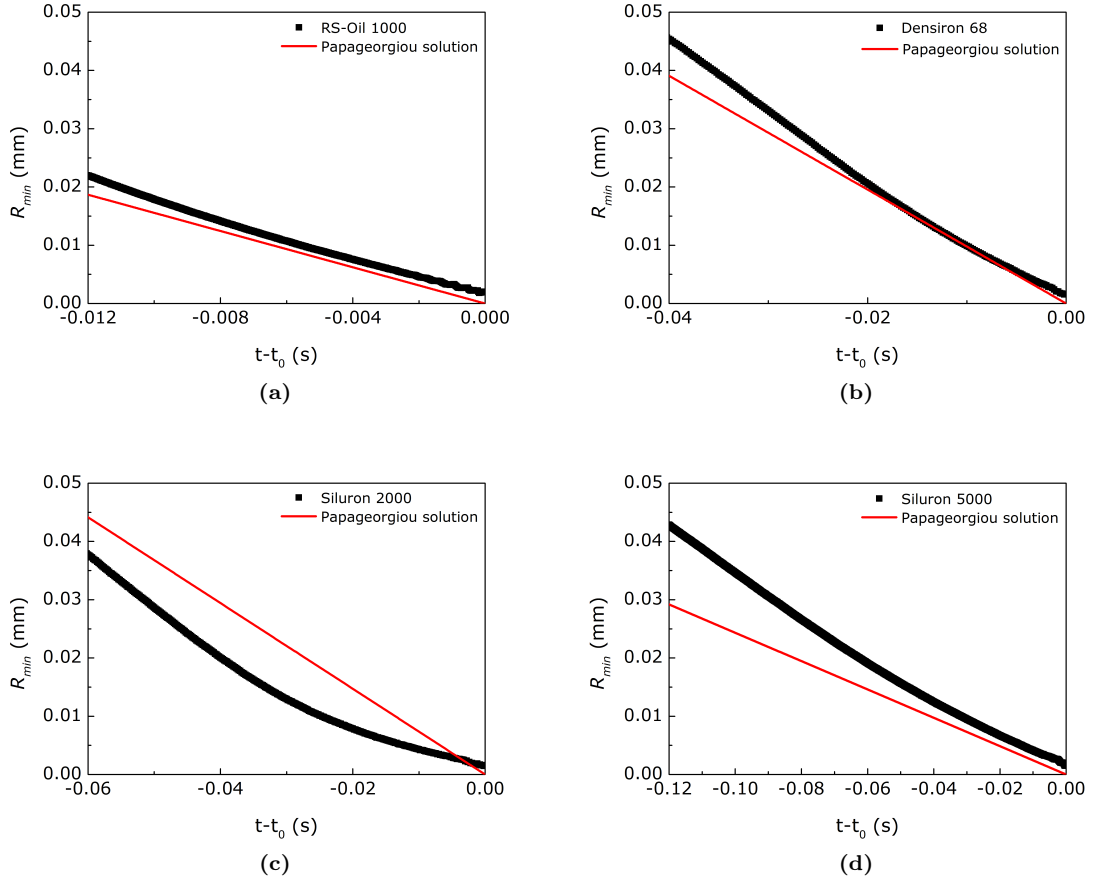 RS-Oil 1000
Papageorgiou solution
0.05
0.04
0.03
0.02
0.01
0.00
R_min (mm)
-0.012
-0.008
-0.004
0.000
t-t_0 (s)
(a)
Densiron 68
Papageorgiou solution
0.05
0.04
0.03
0.02
0.01
0.00
R_min (mm)
-0.04
-0.02
0.00
t-t_0 (s)
(b)
Siluron 2000
Papageorgiou solution
0.05
0.04
0.03
0.02
0.01
0.00
R_min (mm)
-0.06
-0.04
-0.02
0.00
t-t_0 (s)
(c)
Siluron 5000
Papageorgiou solution
0.05
0.04
0.03
0.02
0.01
0.00
R_min (mm)
-0.12
-0.10
-0.08
-0.06
-0.04
-0.02
0.00
t-t_0 (s)
(d)